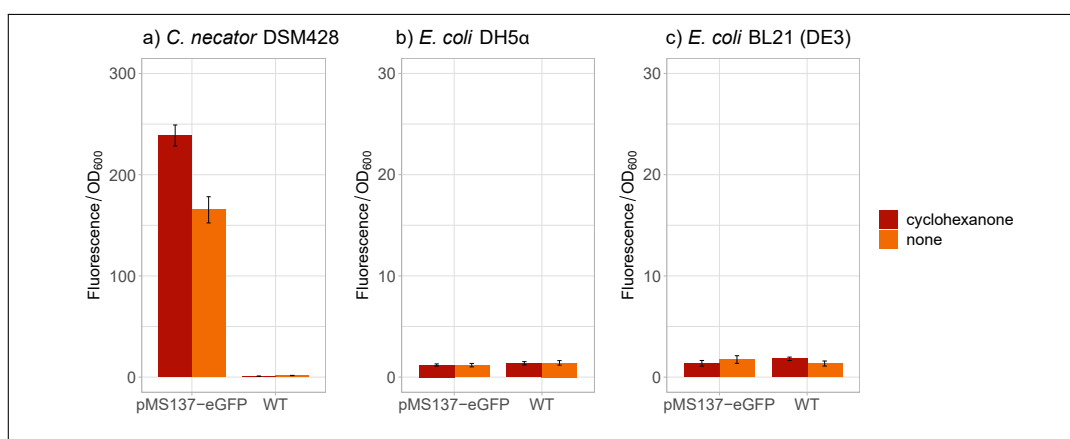 a) C. necator DSM428
b) E. coli DH5α
c) E. coli BL21 (DE3)
Fluorescence/OD600
300
200
100
0
pMS137−eGFP
WT
Fluorescence/OD600
30
20
10
0
pMS137−eGFP
WT
Fluorescence/OD600
30
20
10
0
pMS137−eGFP
WT
cyclohexanone
none